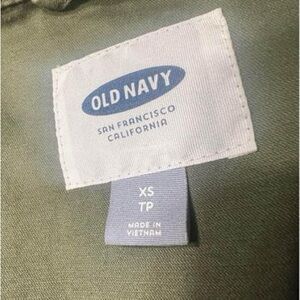 OLD NAVY
SAN FRANCISCO
CALIFORNIA
XS
TP
MADE IN
VIETNAM